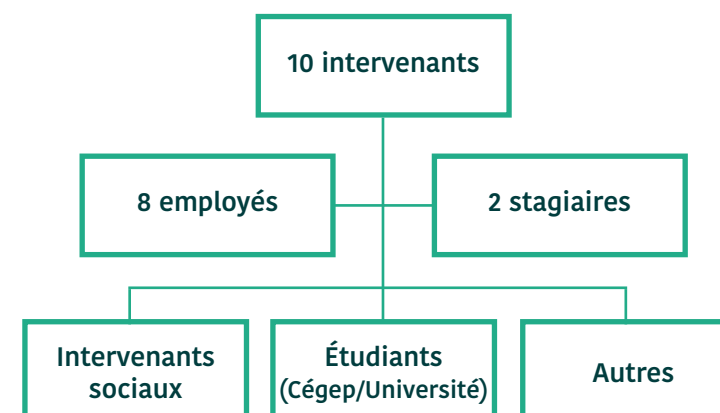 10 intervenants
8 employés
2 stagiaires
Intervenants
sociaux
Étudiants
(Cégep/Université)
Autres